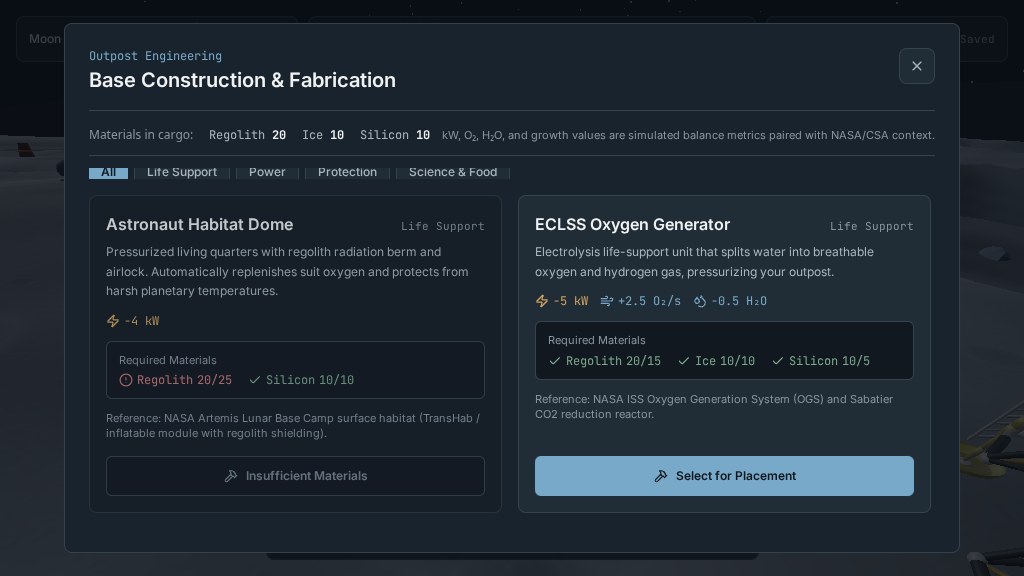 Moon
Saved
Outpost Engineering
Base Construction & Fabrication
Materials in cargo: Regolith 20 Ice 10 Silicon 10 kW, O₂, H₂O, and growth values are simulated balance metrics paired with NASA/CSA context.
All Life Support Power Protection Science & Food
Astronaut Habitat Dome Life Support
Pressurized living quarters with regolith radiation berm and
airlock. Automatically replenishes suit oxygen and protects from
harsh planetary temperatures.
-4 kW
Required Materials
Regolith 20/25 Silicon 10/10
Reference: NASA Artemis Lunar Base Camp surface habitat (TransHab /
inflatable module with regolith shielding).
Insufficient Materials
ECLSS Oxygen Generator Life Support
Electrolysis life-support unit that splits water into breathable
oxygen and hydrogen gas, pressurizing your outpost.
-5 kW +2.5 O₂/s -0.5 H₂O
Required Materials
Regolith 20/15 Ice 10/10 Silicon 10/5
Reference: NASA ISS Oxygen Generation System (OGS) and Sabatier
CO2 reduction reactor.
Select for Placement